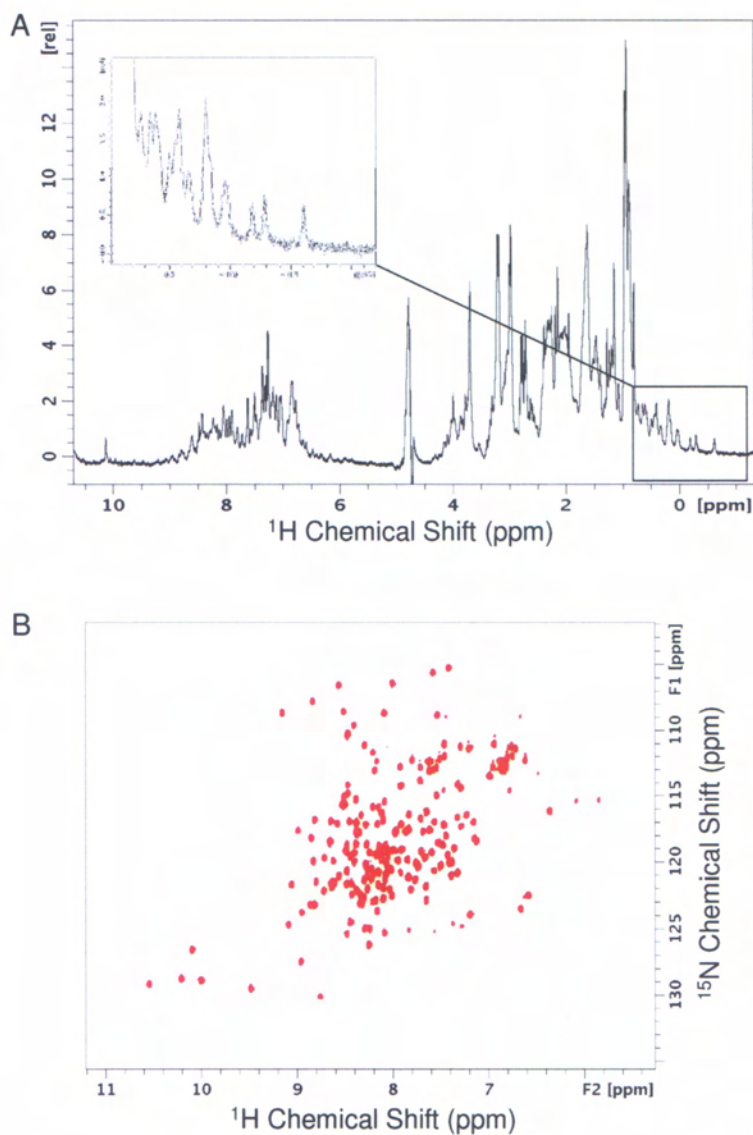 A
[rel]
12
10
8
6
4
2
0
10 8 6 4 2 0 [ppm]
¹H Chemical Shift (ppm)
B
F1 [ppm]
110
115
120
125
130
¹⁵N Chemical Shift (ppm)
11 10 9 8 7 F2 [ppm]
¹H Chemical Shift (ppm)